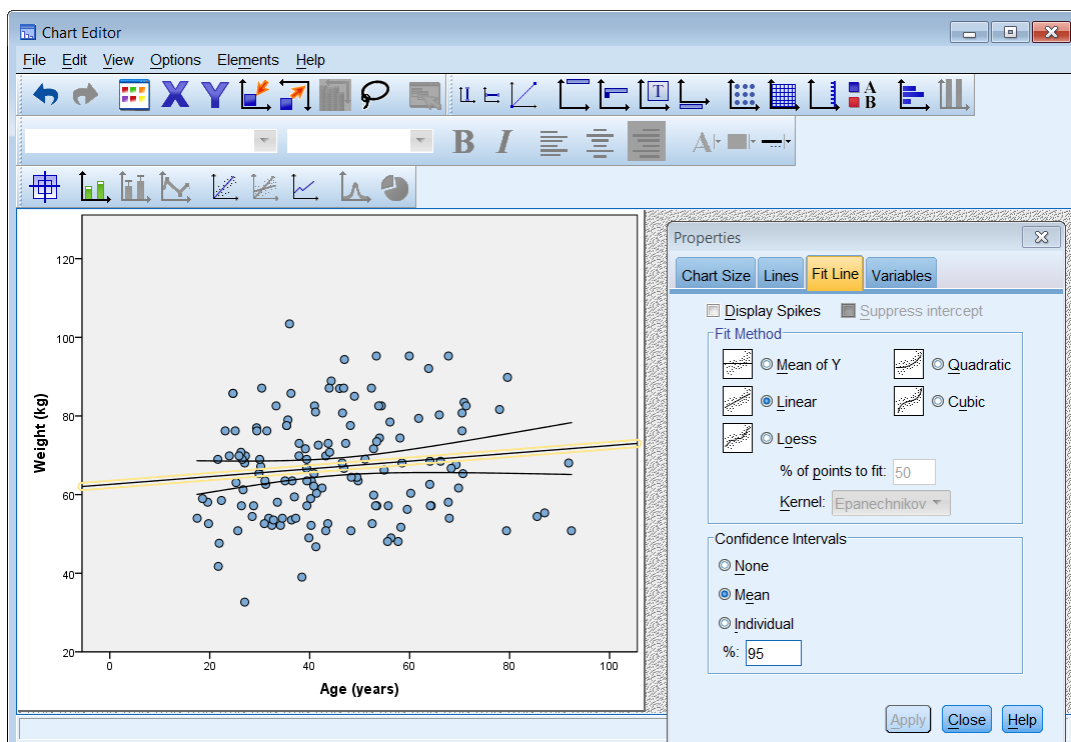 Chart Editor
File Edit View Options Elements Help
X Y T A B
B I A
Properties
Chart Size Lines Fit Line Variables
Display Spikes Suppress intercept
Fit Method
Mean of Y Quadratic
Linear Cubic
Loess
% of points to fit: 50
Kernel: Epanechnikov
Confidence Intervals
None
Mean
Individual
%: 95
Apply Close Help
Weight (kg)
120
100
80
60
40
20
0 20 40 60 80 100
Age (years)